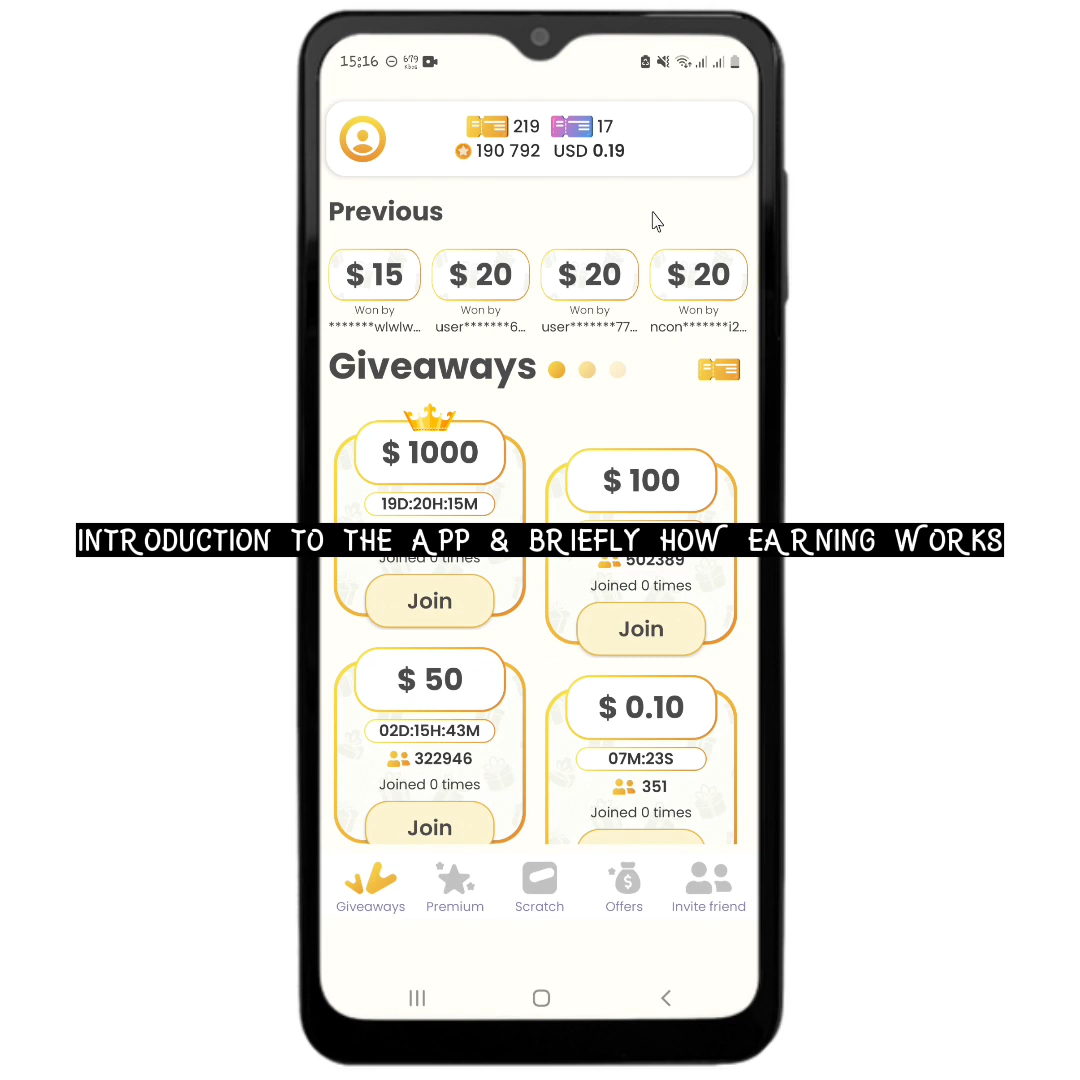 15:16 679 KB/s
219 17
190 792 USD 0.19
Previous
$ 15 $ 20 $ 20 $ 20
Won by Won by Won by Won by
*******wlwlw... user*******6... user*******77... ncon*******i2...
Giveaways
$ 1000
19D:20H:15M
INTRODUCTION TO THE APP & BRIEFLY HOW EARNING WORKS
Joined 0 times
Join
$ 100
502389
Joined 0 times
Join
$ 50
02D:15H:43M
322946
Joined 0 times
Join
$ 0.10
07M:23S
351
Joined 0 times
Giveaways Premium Scratch Offers Invite friend